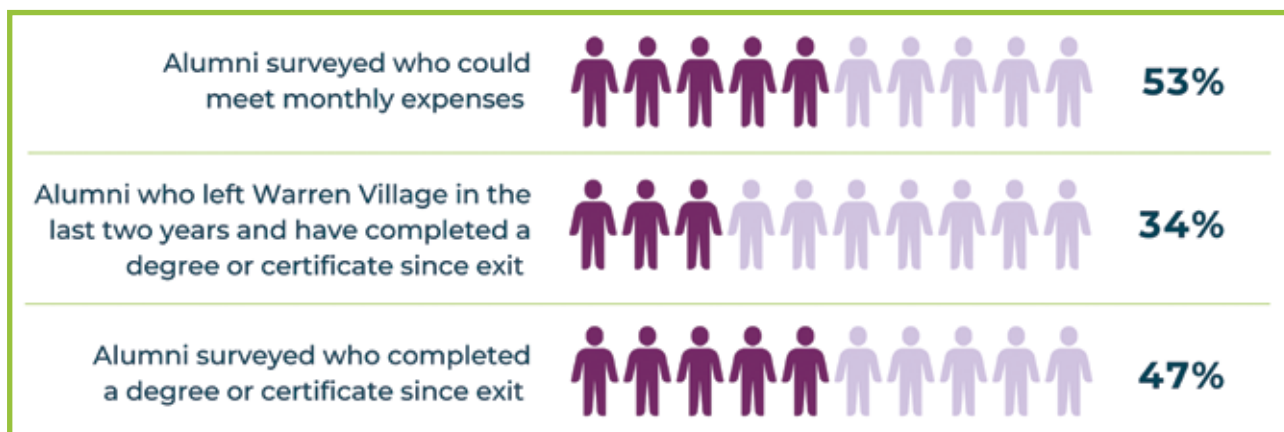 Alumni surveyed who could
meet monthly expenses
53%
Alumni who left Warren Village in the
last two years and have completed a
degree or certificate since exit
34%
Alumni surveyed who completed
a degree or certificate since exit
47%